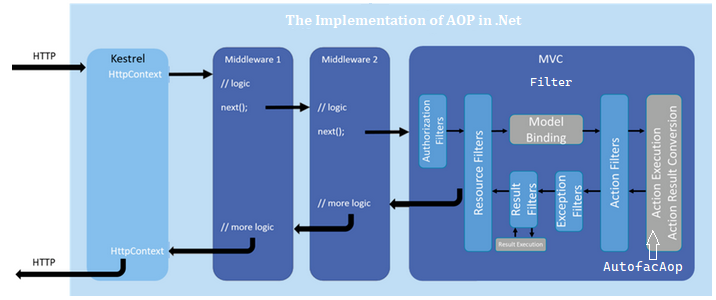 The Implementation of AOP in .Net
HTTP
Kestrel
HttpContext
HttpContext
HTTP
Middleware 1
// logic
next();
// more logic
Middleware 2
// logic
next();
// more logic
MVC
Filter
Authorization
Filters
Resource Filters
Model
Binding
Action Filters
Action Execution
Action Result Conversion
Exception
Filters
Result
Filters
Result Execution
AutofacAop